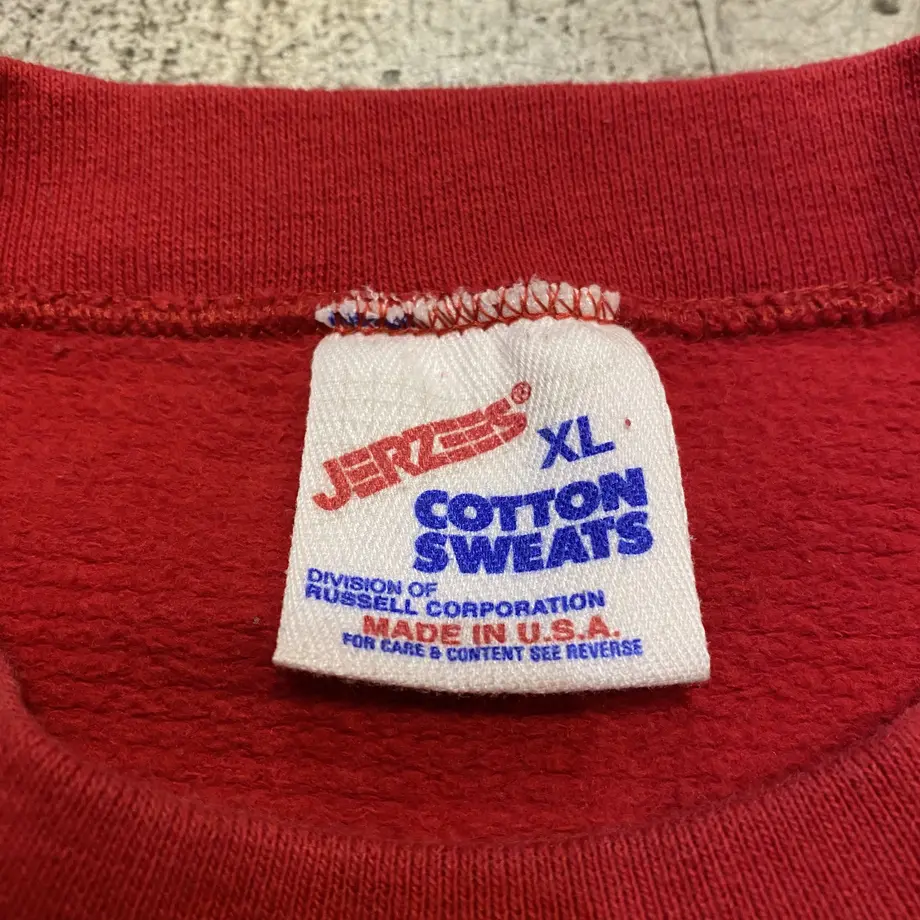 JERZEES®
XL
COTTON
SWEATS
DIVISION OF
RUSSELL CORPORATION
MADE IN U.S.A.
FOR CARE & CONTENT SEE REVERSE